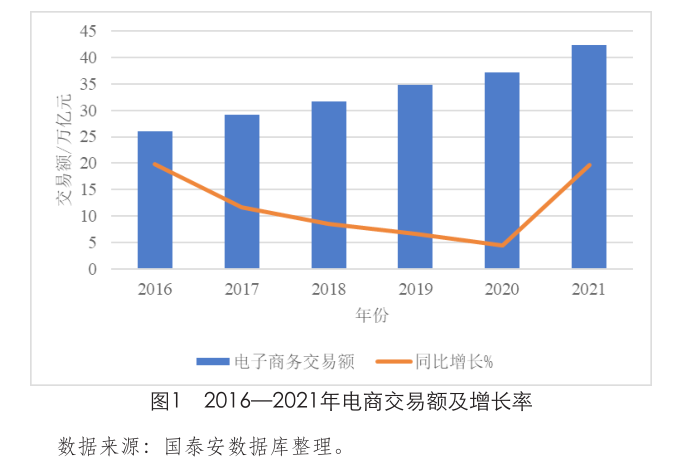 45
40
35
30
25
20
15
10
5
0
交易额/万亿元
2016 2017 2018 2019 2020 2021
年份
电子商务交易额 同比增长%
图1 2016—2021年电商交易额及增长率
数据来源：国泰安数据库整理。